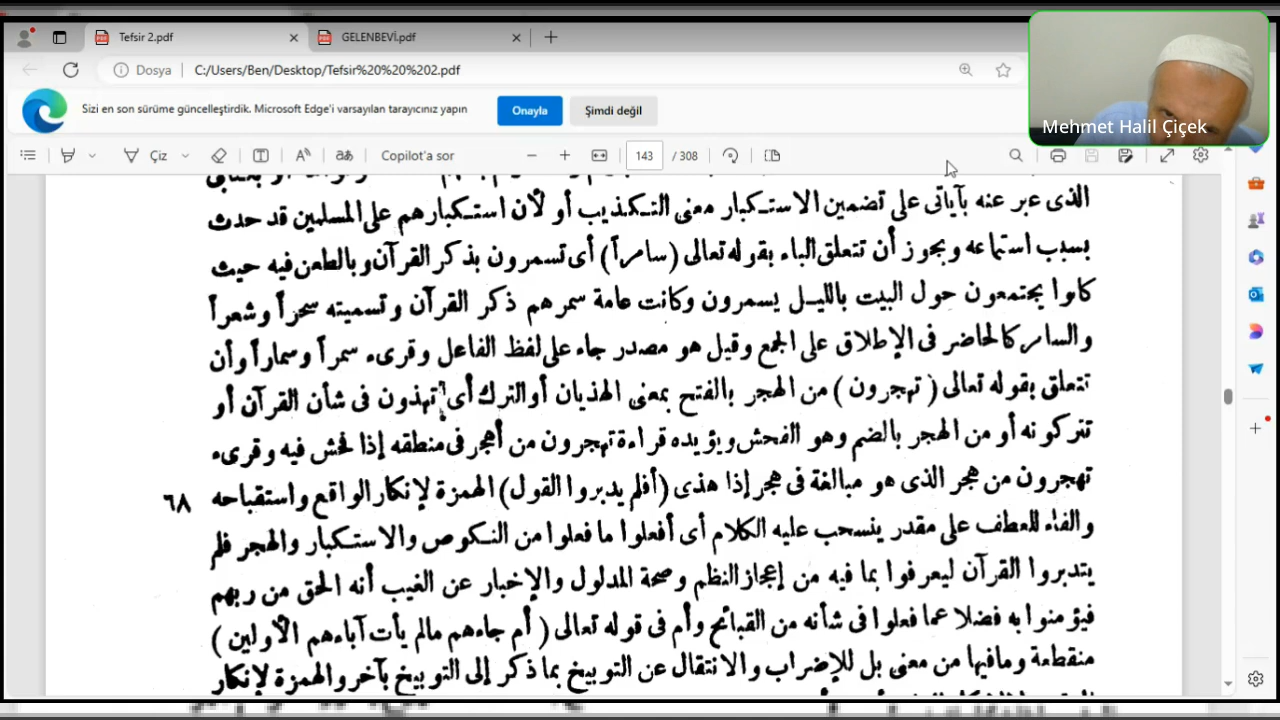 Tefsir 2.pdf
GELENBEVİ.pdf
Dosya
C:/Users/Ben/Desktop/Tefsir%20%20%202.pdf
Sizi en son sürüme güncelleştirdik. Microsoft Edge'i varsayılan tarayıcınız yapın
Onayla
Şimdi değil
Mehmet Halil Çiçek
Çiz
Copilot'a sor
143 / 308
الذى عبر عنه بآياتى على تضمين الاستكبار معنى التكذيب أو لأن استكبارهم على المسلمين قد حدث
بسبب استماعه ويجوز أن تتعلق الباء بقوله تعالى (سامراً) أى تسمرون بذكر القرآن وبالطعن فيه حيث
كانوا يجتمعون حول البيت بالليل يسمرون وكانت عامة سمرهم ذكر القرآن وتسميته سحراً وشعراً
والسامر كالحاضر فى الإطلاق على الجمع وقيل هو مصدر جاء على لفظ الفاعل وقرىء سمراً وسماراً وأن
تتعلق بقوله تعالى (تهجرون) من الهجر بالفتح بمعنى الهذيان أو الترك أى تهذون فى شأن القرآن أو
تتركونه أو من الهجر بالضم وهو الفحش ويؤيده قراءة تهجرون من أهجر فى منطقه إذا فحش فيه وقرىء
تهجرون من هجر الذى هو مبالغة فى هجر إذا هذى (أفلم يدبروا القول) الهمزة لإنكار الواقع واستقباحه ٦٨
والفاء للعطف على مقدر ينسحب عليه الكلام أى أفعلوا ما فعلوا من النكوص والاستكبار والهجر فلم
يتدبروا القرآن ليعرفوا بما فيه من إعجاز النظم وصحة المدلول والإخبار عن الغيب أنه الحق من ربهم
فيؤمنوا به فضلا عما فعلوا فى شأنه من القبائح وأم فى قوله تعالى (أم جاءهم مالم يأت آباءهم الأولين)
منقطعة ومافيها من معنى بل للإضراب والانتقال عن التوبيخ بما ذكر إلى التوبيخ بآخر والهمزة لإنكار